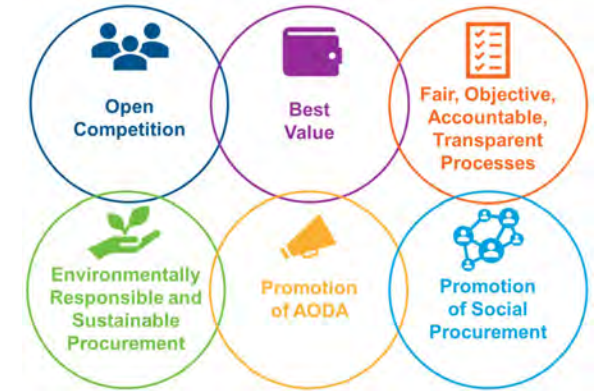 Open
Competition
Best
Value
Fair, Objective,
Accountable,
Transparent
Processes
Environmentally
Responsible and
Sustainable
Procurement
Promotion
of AODA
Promotion
of Social
Procurement